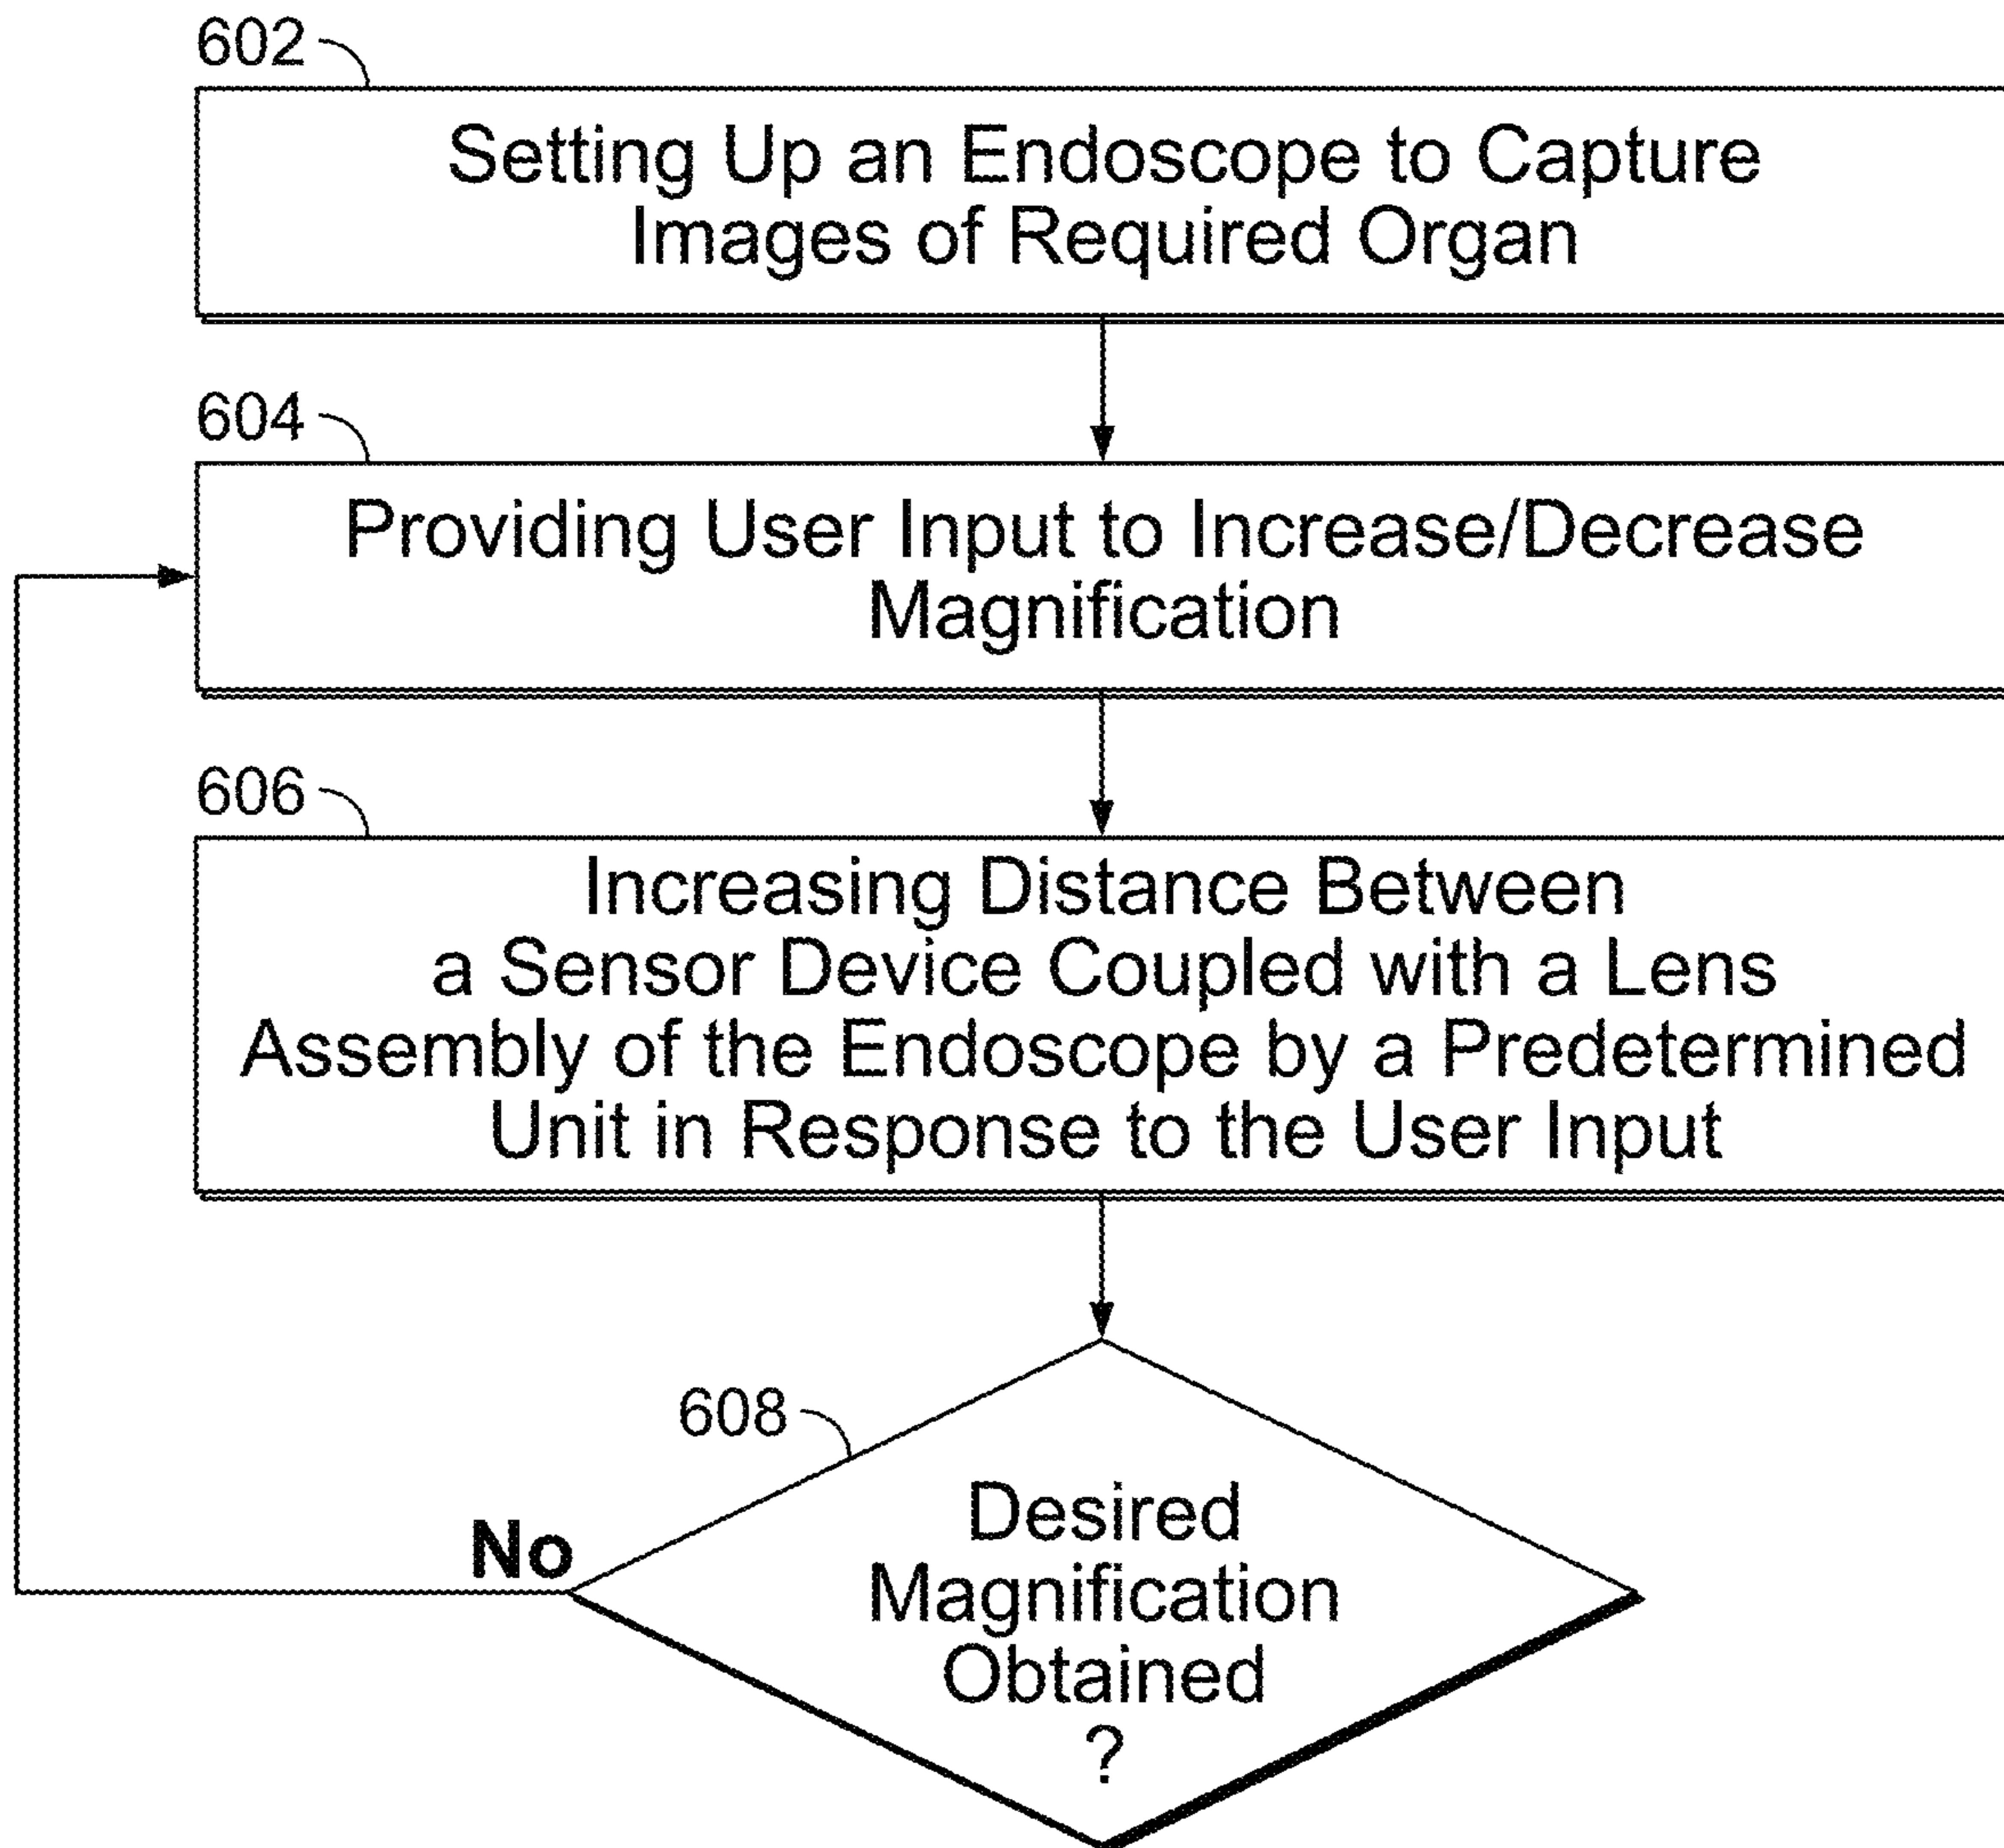 602
Setting Up an Endoscope to Capture
Images of Required Organ
604
Providing User Input to Increase/Decrease
Magnification
606
Increasing Distance Between
a Sensor Device Coupled with a Lens
Assembly of the Endoscope by a Predetermined
Unit in Response to the User Input
608
No
Desired
Magnification
Obtained
?